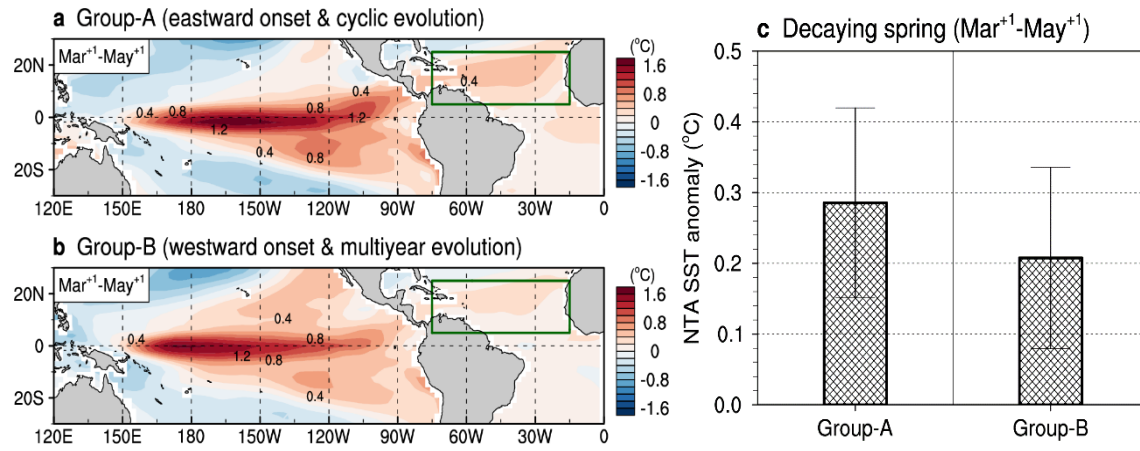 a Group-A (eastward onset & cyclic evolution)
Mar⁺¹-May⁺¹
(°C)
20N
0
20S
120E 150E 180E 150W 120W 90W 60W 30W 0
0.4 0.8 1.2 0.8 0.4 1.2 0.4 0.8 0.4
1.6
0.8
0.4
0
-0.4
-0.8
-1.6
b Group-B (westward onset & multiyear evolution)
Mar⁺¹-May⁺¹
(°C)
20N
0
20S
120E 150E 180E 150W 120W 90W 60W 30W 0
0.4 0.4 1.2 0.8 0.8 0.4
1.6
0.8
0.4
0
-0.4
-0.8
-1.6
c Decaying spring (Mar⁺¹-May⁺¹)
NTA SST anomaly (°C)
0.5
0.4
0.3
0.2
0.1
0.0
Group-A Group-B